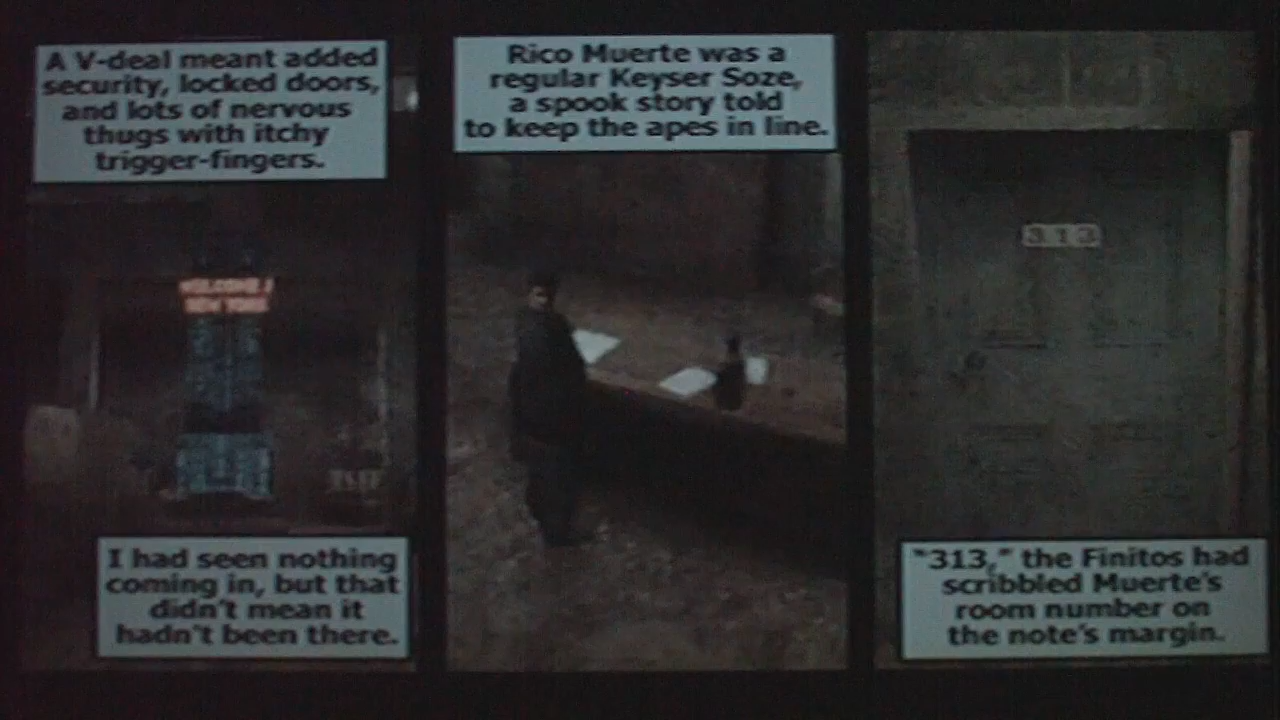 A V-deal meant added
security, locked doors,
and lots of nervous
thugs with itchy
trigger-fingers.
I had seen nothing
coming in, but that
didn't mean it
hadn't been there.
Rico Muerte was a
regular Keyser Soze,
a spook story told
to keep the apes in line.
313
"313," the Finitos had
scribbled Muerte's
room number on
the note's margin.